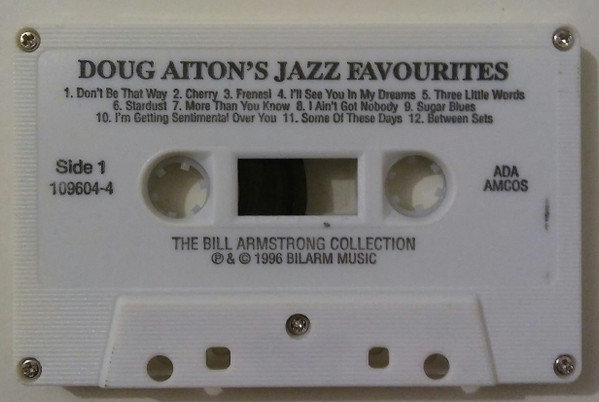 DOUG AITON'S JAZZ FAVOURITES
1. Don't Be That Way 2. Cherry 3. Frenesi 4. I'll See You In My Dreams 5. Three Little Words
6. Stardust 7. More Than You Know 8. I Ain't Got Nobody 9. Sugar Blues
10. I'm Getting Sentimental Over You 11. Some Of These Days 12. Between Sets
Side 1
109604-4
ADA
AMCOS
THE BILL ARMSTRONG COLLECTION
℗ & © 1996 BILARM MUSIC